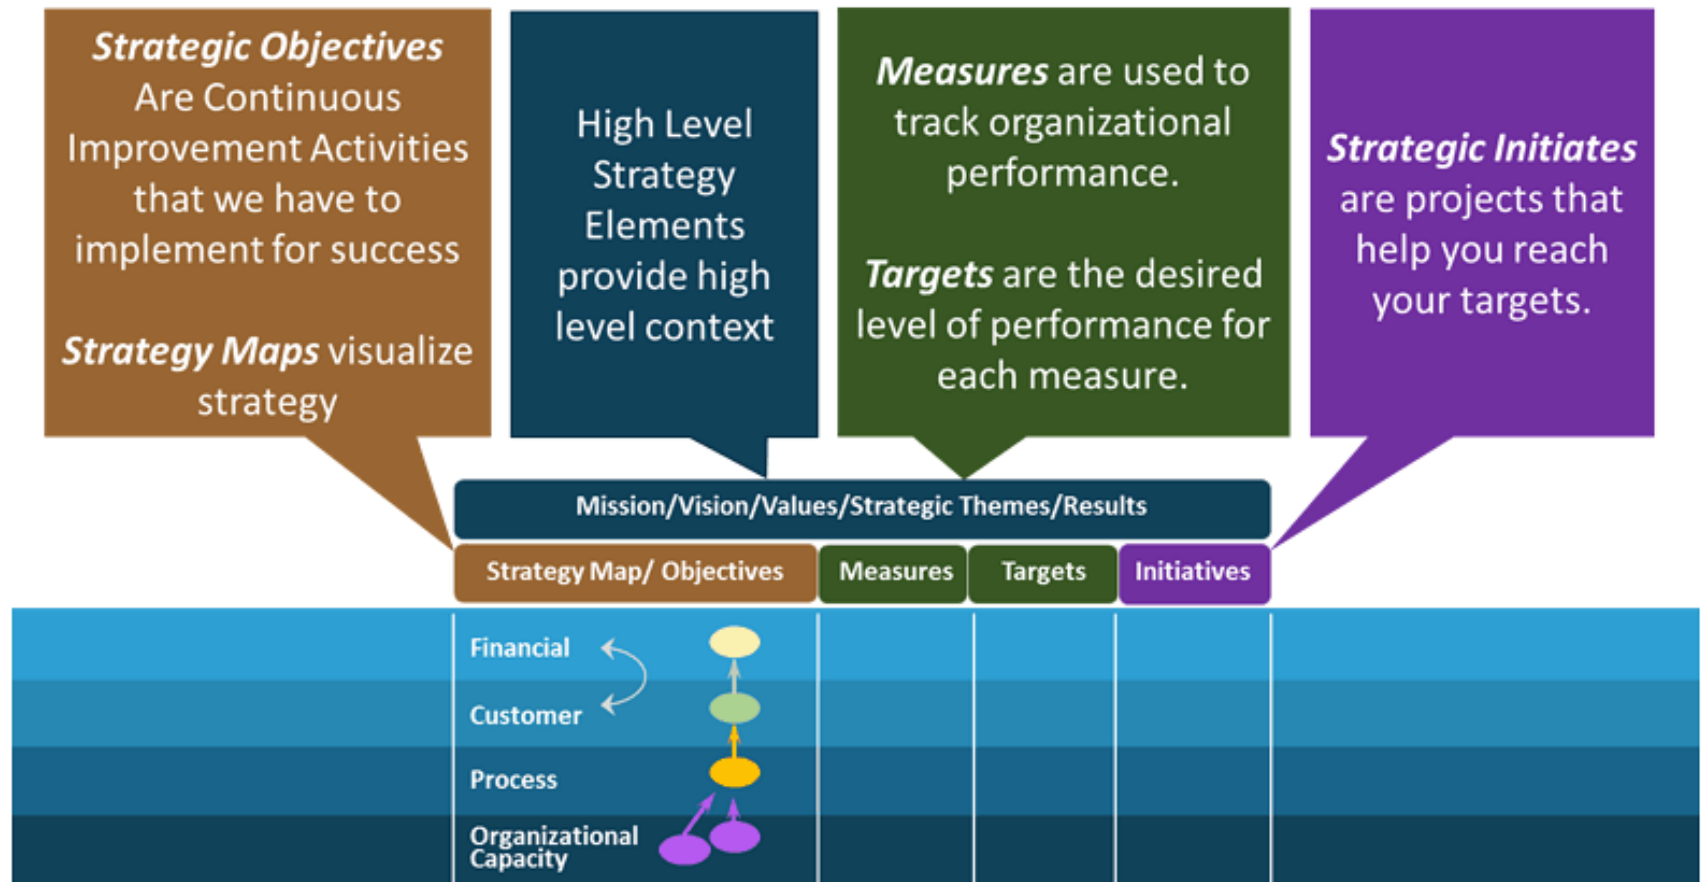 Strategic Objectives
Are Continuous
Improvement Activities
that we have to
implement for success
Strategy Maps visualize
strategy
High Level
Strategy
Elements
provide high
level context
Measures are used to
track organizational
performance.
Targets are the desired
level of performance for
each measure.
Strategic Initiates
are projects that
help you reach
your targets.
Mission/Vision/Values/Strategic Themes/Results
Strategy Map/ Objectives
Measures
Targets
Initiatives
Financial
Customer
Process
Organizational
Capacity